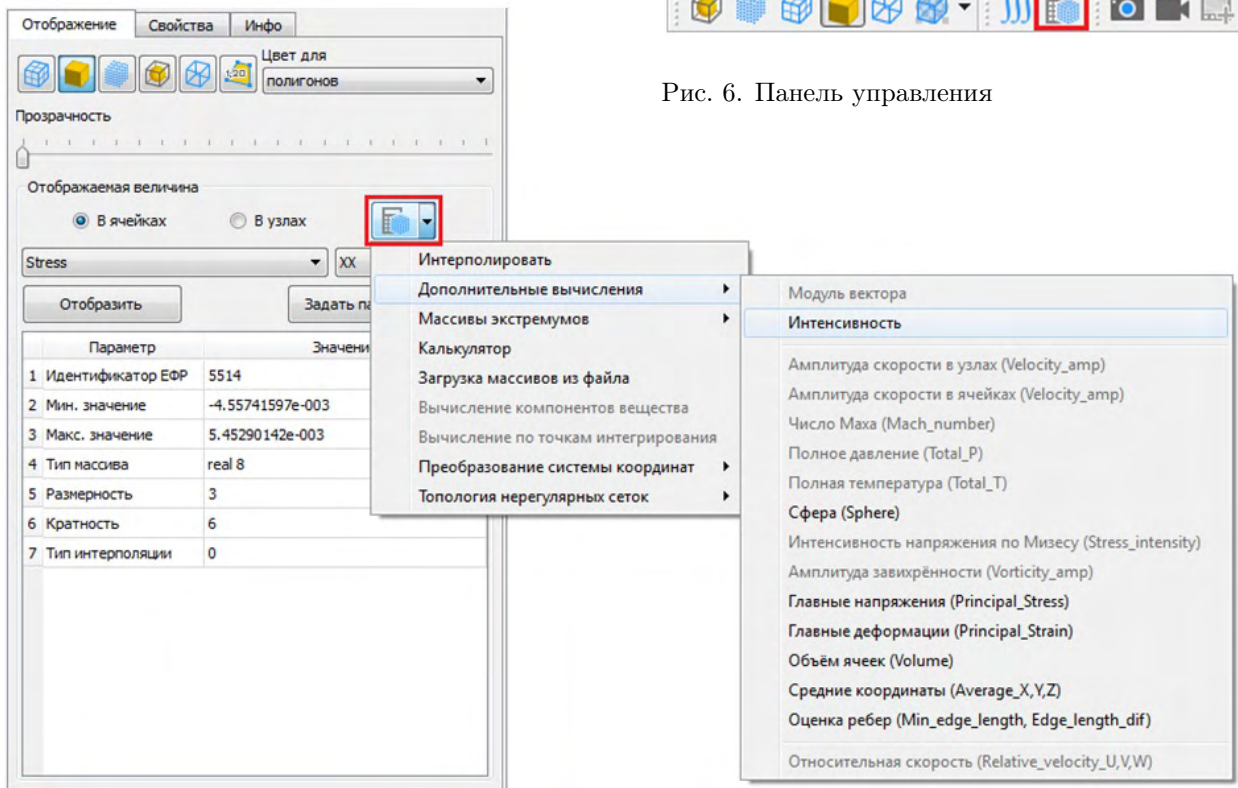 Отображение Свойства Инфо
Цвет для
1:20 полигонов
Рис. 6. Панель управления
Прозрачность
Отображаемая величина
В ячейках В узлах
Stress XX
Отобразить Задать
Параметр
1 Идентификатор ЕФР 5514
2 Мин. значение -4.55741597e-003
3 Макс. значение 5.45290142e-003
4 Тип массива real 8
5 Размерность 3
6 Кратность 6
7 Тип интерполяции 0
Интерполировать
Дополнительные вычисления
Массивы экстремумов
Калькулятор
Загрузка массивов из файла
Вычисление компонентов вещества
Вычисление по точкам интегрирования
Преобразование системы координат
Топология нерегулярных сеток
Модуль вектора
Интенсивность
Амплитуда скорости в узлах (Velocity_amp)
Амплитуда скорости в ячейках (Velocity_amp)
Число Маха (Mach_number)
Полное давление (Total_P)
Полная температура (Total_T)
Сфера (Sphere)
Интенсивность напряжения по Мизесу (Stress_intensity)
Амплитуда завихрённости (Vorticity_amp)
Главные напряжения (Principal_Stress)
Главные деформации (Principal_Strain)
Объём ячеек (Volume)
Средние координаты (Average_X,Y,Z)
Оценка ребер (Min_edge_length, Edge_length_dif)
Относительная скорость (Relative_velocity_U,V,W)